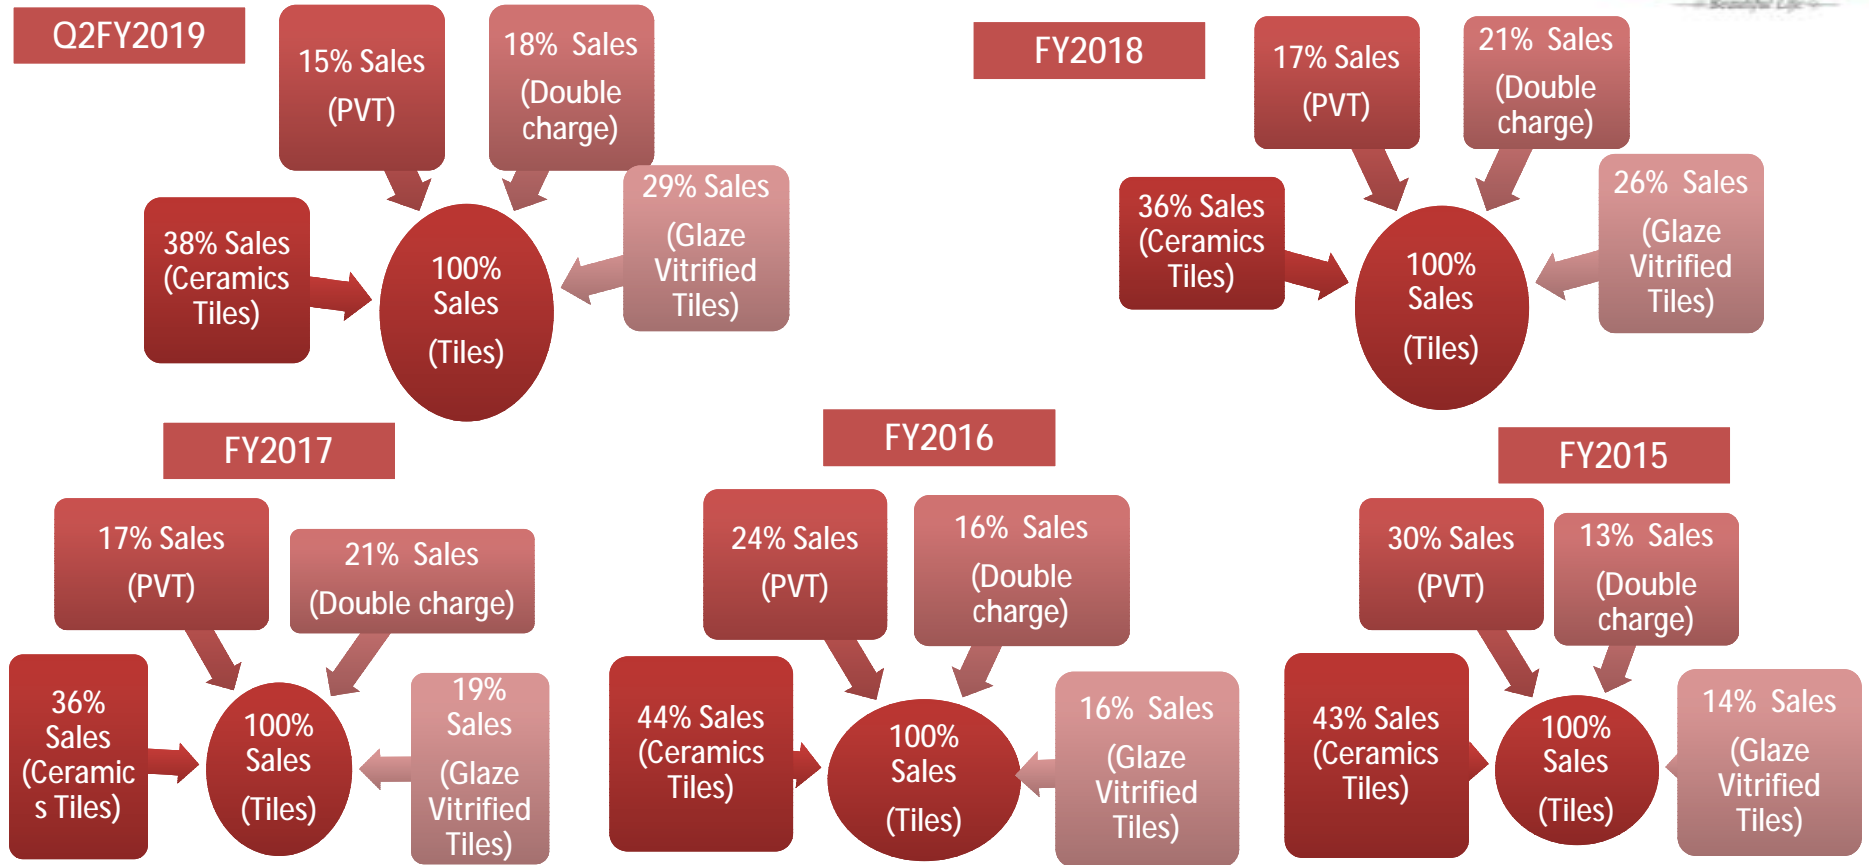 Beautiful Life
Q2FY2019
15% Sales
(PVT)
18% Sales
(Double
charge)
38% Sales
(Ceramics
Tiles)
29% Sales
(Glaze
Vitrified
Tiles)
100%
Sales
(Tiles)
FY2018
17% Sales
(PVT)
21% Sales
(Double
charge)
36% Sales
(Ceramics
Tiles)
26% Sales
(Glaze
Vitrified
Tiles)
100%
Sales
(Tiles)
FY2017
17% Sales
(PVT)
21% Sales
(Double charge)
36%
Sales
(Ceramic
s Tiles)
19%
Sales
(Glaze
Vitrified
Tiles)
100%
Sales
(Tiles)
FY2016
24% Sales
(PVT)
16% Sales
(Double
charge)
44% Sales
(Ceramics
Tiles)
16% Sales
(Glaze
Vitrified
Tiles)
100%
Sales
(Tiles)
FY2015
30% Sales
(PVT)
13% Sales
(Double
charge)
43% Sales
(Ceramics
Tiles)
14% Sales
(Glaze
Vitrified
Tiles)
100%
Sales
(Tiles)